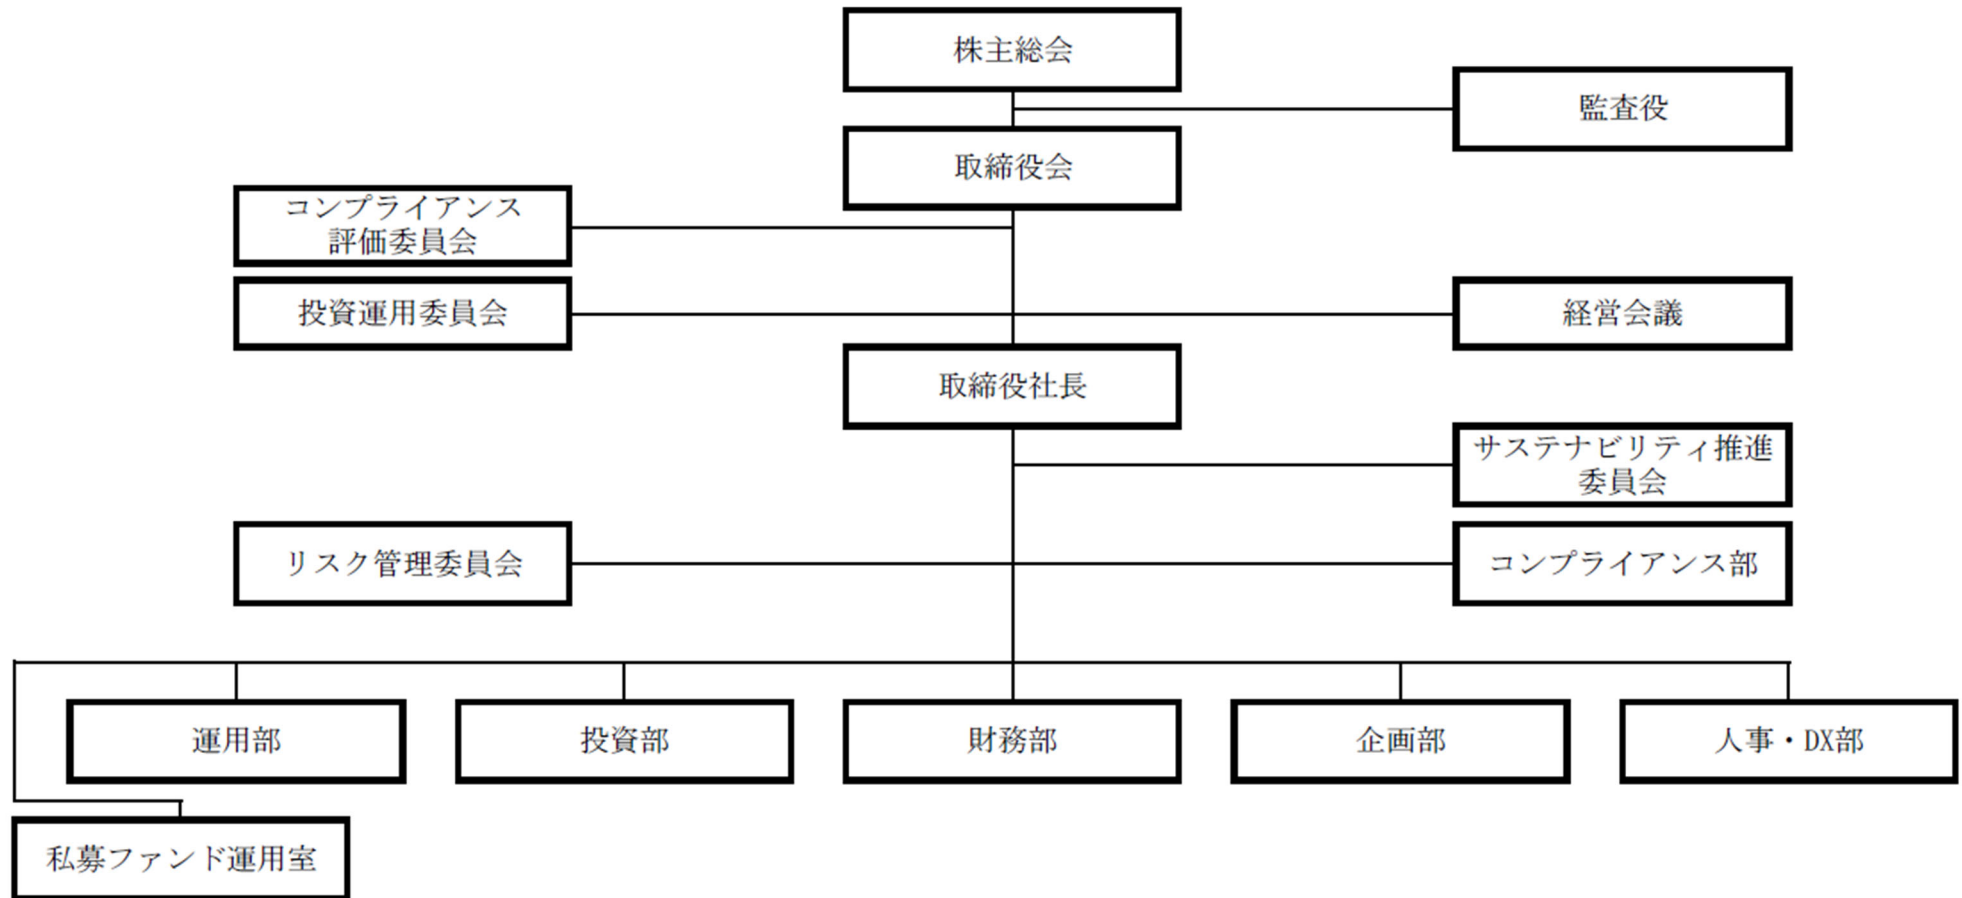 株主総会
監査役
取締役会
コンプライアンス
評価委員会
投資運用委員会
経営会議
取締役社長
サステナビリティ推進
委員会
リスク管理委員会
コンプライアンス部
運用部
投資部
財務部
企画部
人事・DX部
私募ファンド運用室